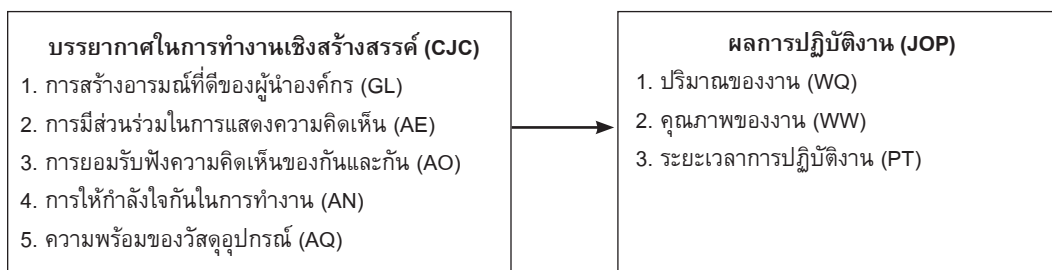 บรรยากาศในการทำงานเชิงสร้างสรรค์ (CJC)
1. การสร้างอารมณ์ที่ดีของผู้นำองค์กร (GL)
2. การมีส่วนร่วมในการแสดงความคิดเห็น (AE)
3. การยอมรับฟังความคิดเห็นของกันและกัน (AO)
4. การให้กำลังใจกันในการทำงาน (AN)
5. ความพร้อมของวัสดุอุปกรณ์ (AQ)
ผลการปฏิบัติงาน (JOP)
1. ปริมาณของงาน (WQ)
2. คุณภาพของงาน (WW)
3. ระยะเวลาการปฏิบัติงาน (PT)